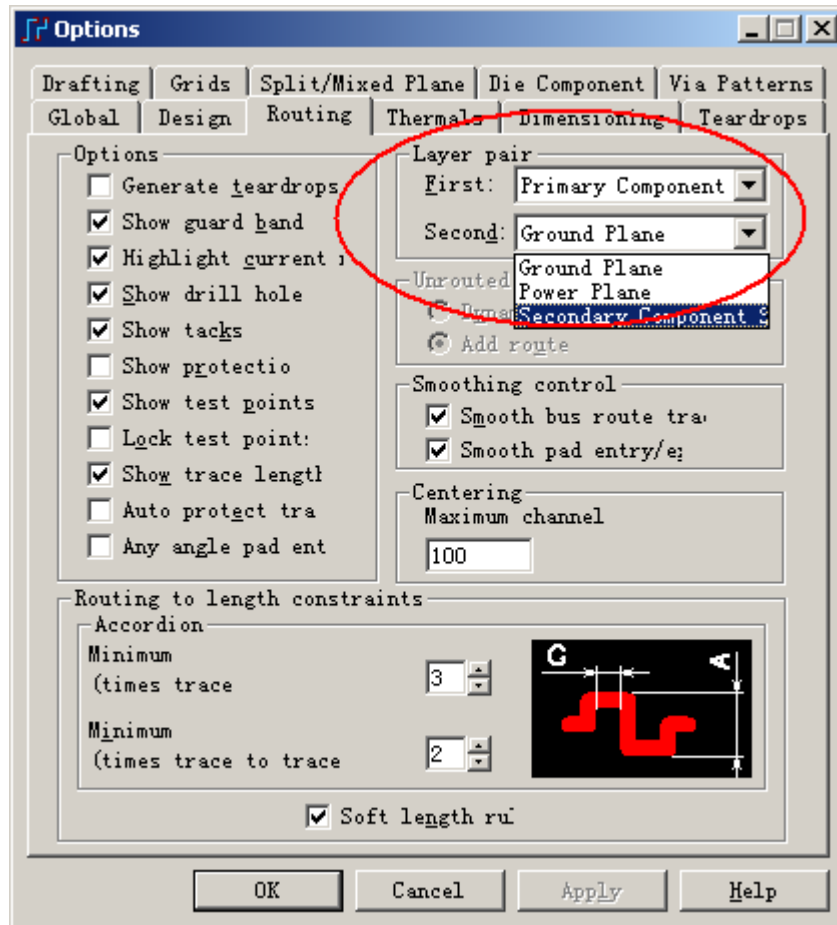 Options
Drafting Grids Split/Mixed Plane Die Component Via Patterns
Global Design Routing Thermals Dimensioning Teardrops
Options
Generate teardrops
Show guard band
Highlight current
Show drill hole
Show tacks
Show protectio
Show test points
Lock test point
Show trace length
Auto protect tra
Any angle pad ent
Layer pair
First: Primary Component
Second: Ground Plane
Ground Plane
Power Plane
Secondary Component S
Unrouted
Dyna
Add route
Smoothing control
Smooth bus route tra
Smooth pad entry/e
Centering
Maximum channel
100
Routing to length constraints
Accordion
Minimum
(times trace
3
Minimum
(times trace to trace
2
G
A
Soft length ru
OK Cancel Apply Help